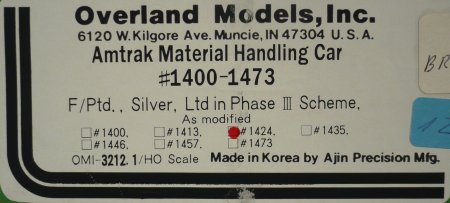 Overland Models, Inc.
6120 W. Kilgore Ave. Muncie, IN 47304 U.S.A.
Amtrak Material Handling Car
#1400-1473
F/Ptd., Silver, Ltd in Phase III Scheme,
As modified
#1400, #1413, #1424, #1435,
#1446, #1457, #1473
OMI-3212.1/HO Scale Made in Korea by Ajin Precision Mfg.
BR